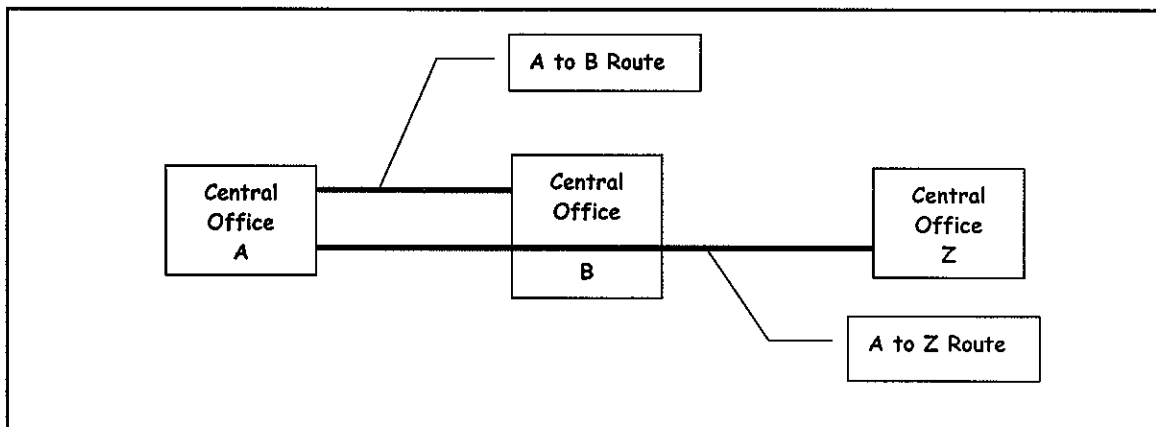 A to B Route
Central
Office
A
Central
Office
B
Central
Office
Z
A to Z Route